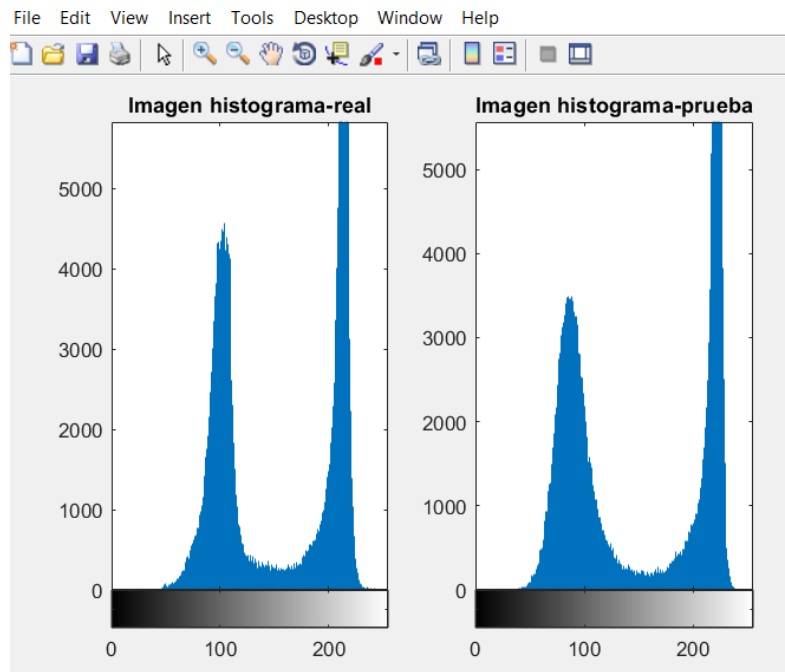 File Edit View Insert Tools Desktop Window Help
Imagen histograma-real
5000
4000
3000
2000
1000
0
0 100 200
Imagen histograma-prueba
5000
4000
3000
2000
1000
0
0 100 200